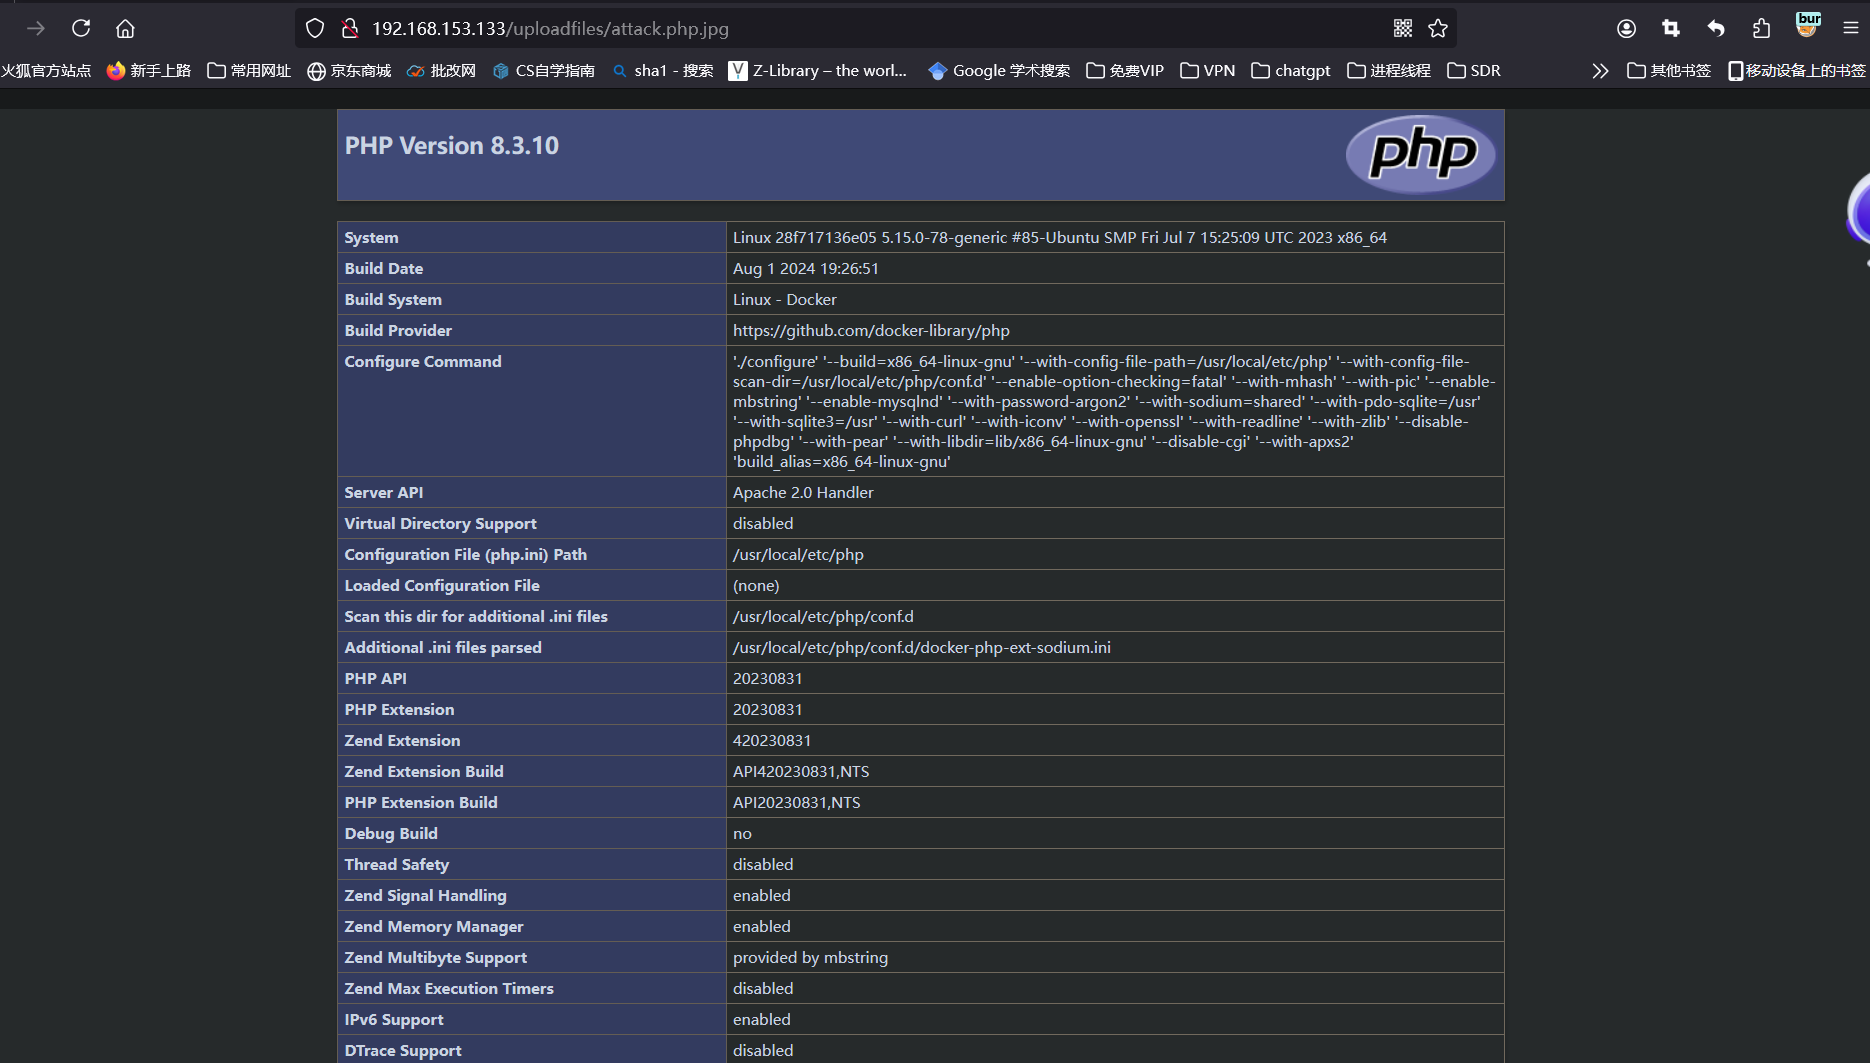 192.168.153.133/uploadfiles/attack.php.jpg
bur
火狐官方站点 新手上路 常用网址 京东商城 批改网 CS自学指南 sha1 - 搜索 Z-Library – the worl... Google 学术搜索 免费VIP VPN chatgpt 进程线程 SDR 其他书签 移动设备上的书签
PHP Version 8.3.10
php
System Linux 28f717136e05 5.15.0-78-generic #85-Ubuntu SMP Fri Jul 7 15:25:09 UTC 2023 x86_64
Build Date Aug 1 2024 19:26:51
Build System Linux - Docker
Build Provider https://github.com/docker-library/php
Configure Command './configure' '--build=x86_64-linux-gnu' '--with-config-file-path=/usr/local/etc/php' '--with-config-file-
scan-dir=/usr/local/etc/php/conf.d' '--enable-option-checking=fatal' '--with-mhash' '--with-pic' '--enable-
mbstring' '--enable-mysqlnd' '--with-password-argon2' '--with-sodium=shared' '--with-pdo-sqlite=/usr'
'--with-sqlite3=/usr' '--with-curl' '--with-iconv' '--with-openssl' '--with-readline' '--with-zlib' '--disable-
phpdbg' '--with-pear' '--with-libdir=lib/x86_64-linux-gnu' '--disable-cgi' '--with-apxs2'
'build_alias=x86_64-linux-gnu'
Server API Apache 2.0 Handler
Virtual Directory Support disabled
Configuration File (php.ini) Path /usr/local/etc/php
Loaded Configuration File (none)
Scan this dir for additional .ini files /usr/local/etc/php/conf.d
Additional .ini files parsed /usr/local/etc/php/conf.d/docker-php-ext-sodium.ini
PHP API 20230831
PHP Extension 20230831
Zend Extension 420230831
Zend Extension Build API420230831,NTS
PHP Extension Build API20230831,NTS
Debug Build no
Thread Safety disabled
Zend Signal Handling enabled
Zend Memory Manager enabled
Zend Multibyte Support provided by mbstring
Zend Max Execution Timers disabled
IPv6 Support enabled
DTrace Support disabled